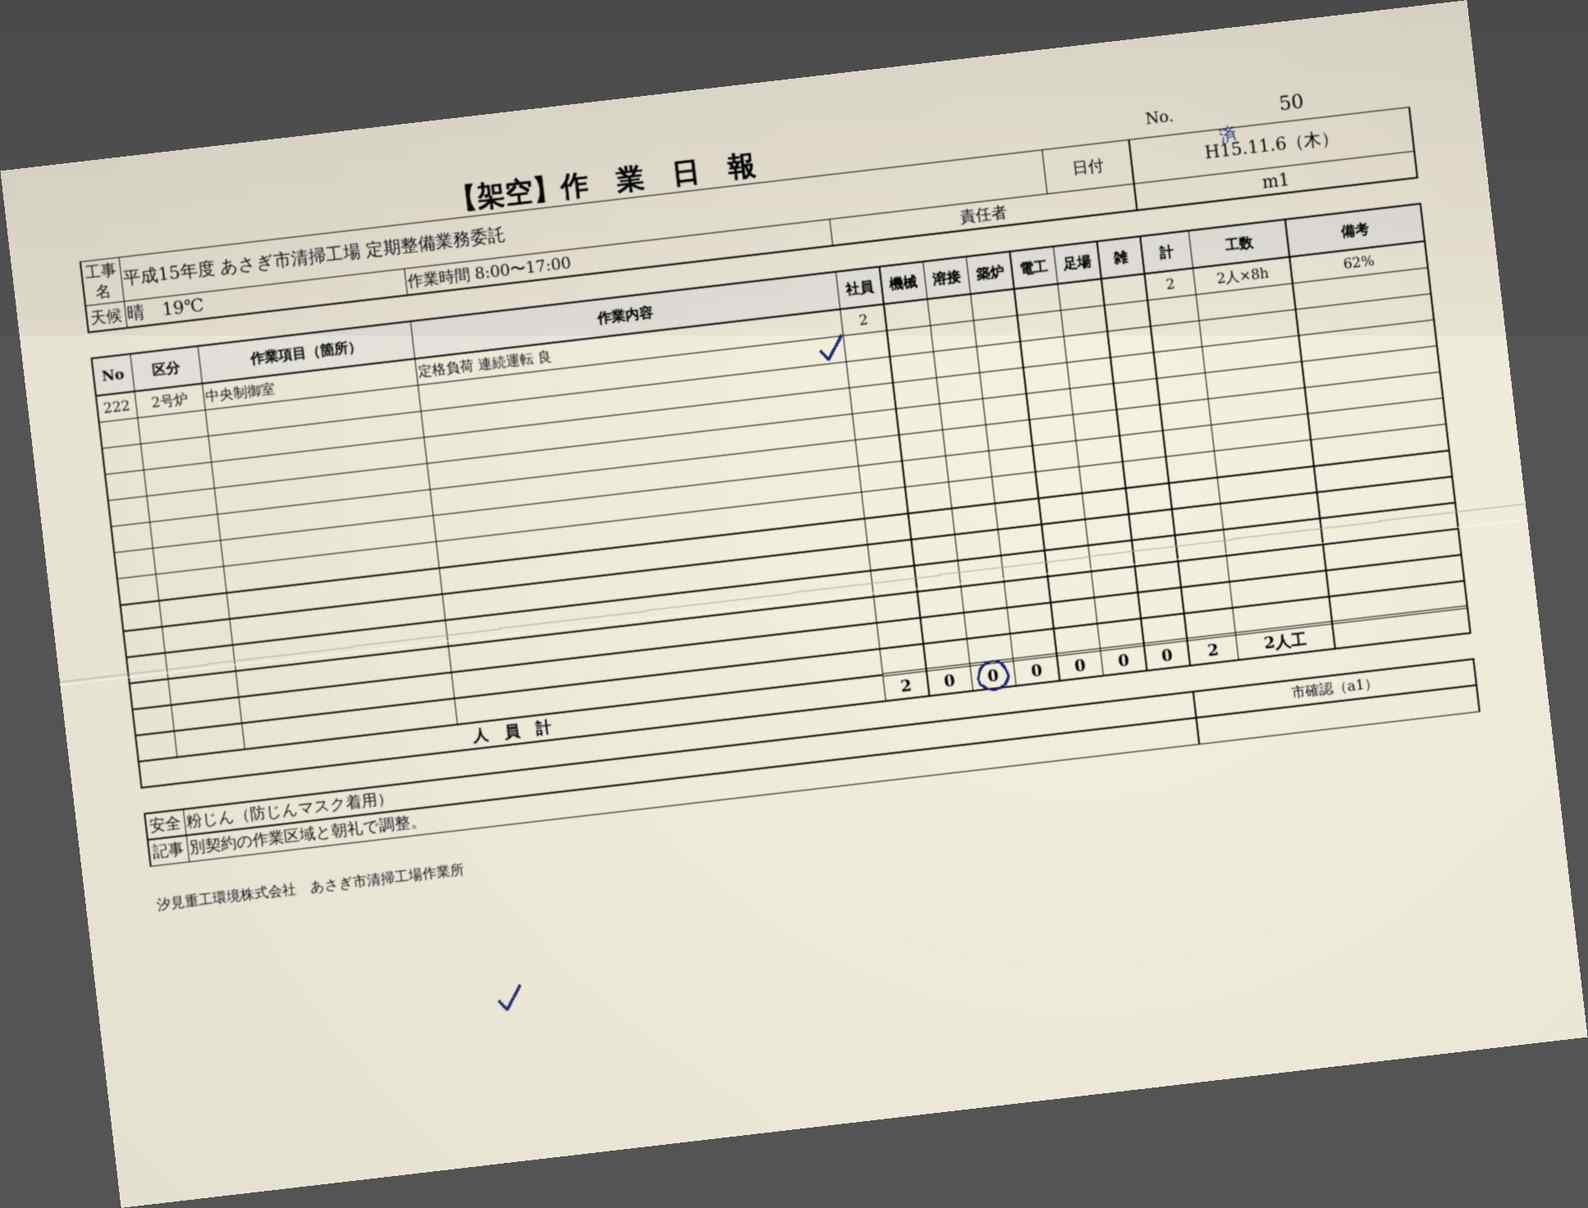 No. 50
済
【架空】作 業 日 報
工事名 平成15年度 あさぎ市清掃工場 定期整備業務委託 日付 H15.11.6（木）
天候 晴 19℃ 作業時間 8:00〜17:00 責任者 m1
No 区分 作業項目（箇所） 作業内容 社員 機械 溶接 築炉 電工 足場 雑 計 工数 備考
222 2号炉 中央制御室 定格負荷 連続運転 良 2 2 2人×8h 62%
人 員 計 2 0 0 0 0 0 0 2 2人工
安全 粉じん（防じんマスク着用） 市確認（a1）
記事 別契約の作業区域と朝礼で調整。
汐見重工環境株式会社 あさぎ市清掃工場作業所